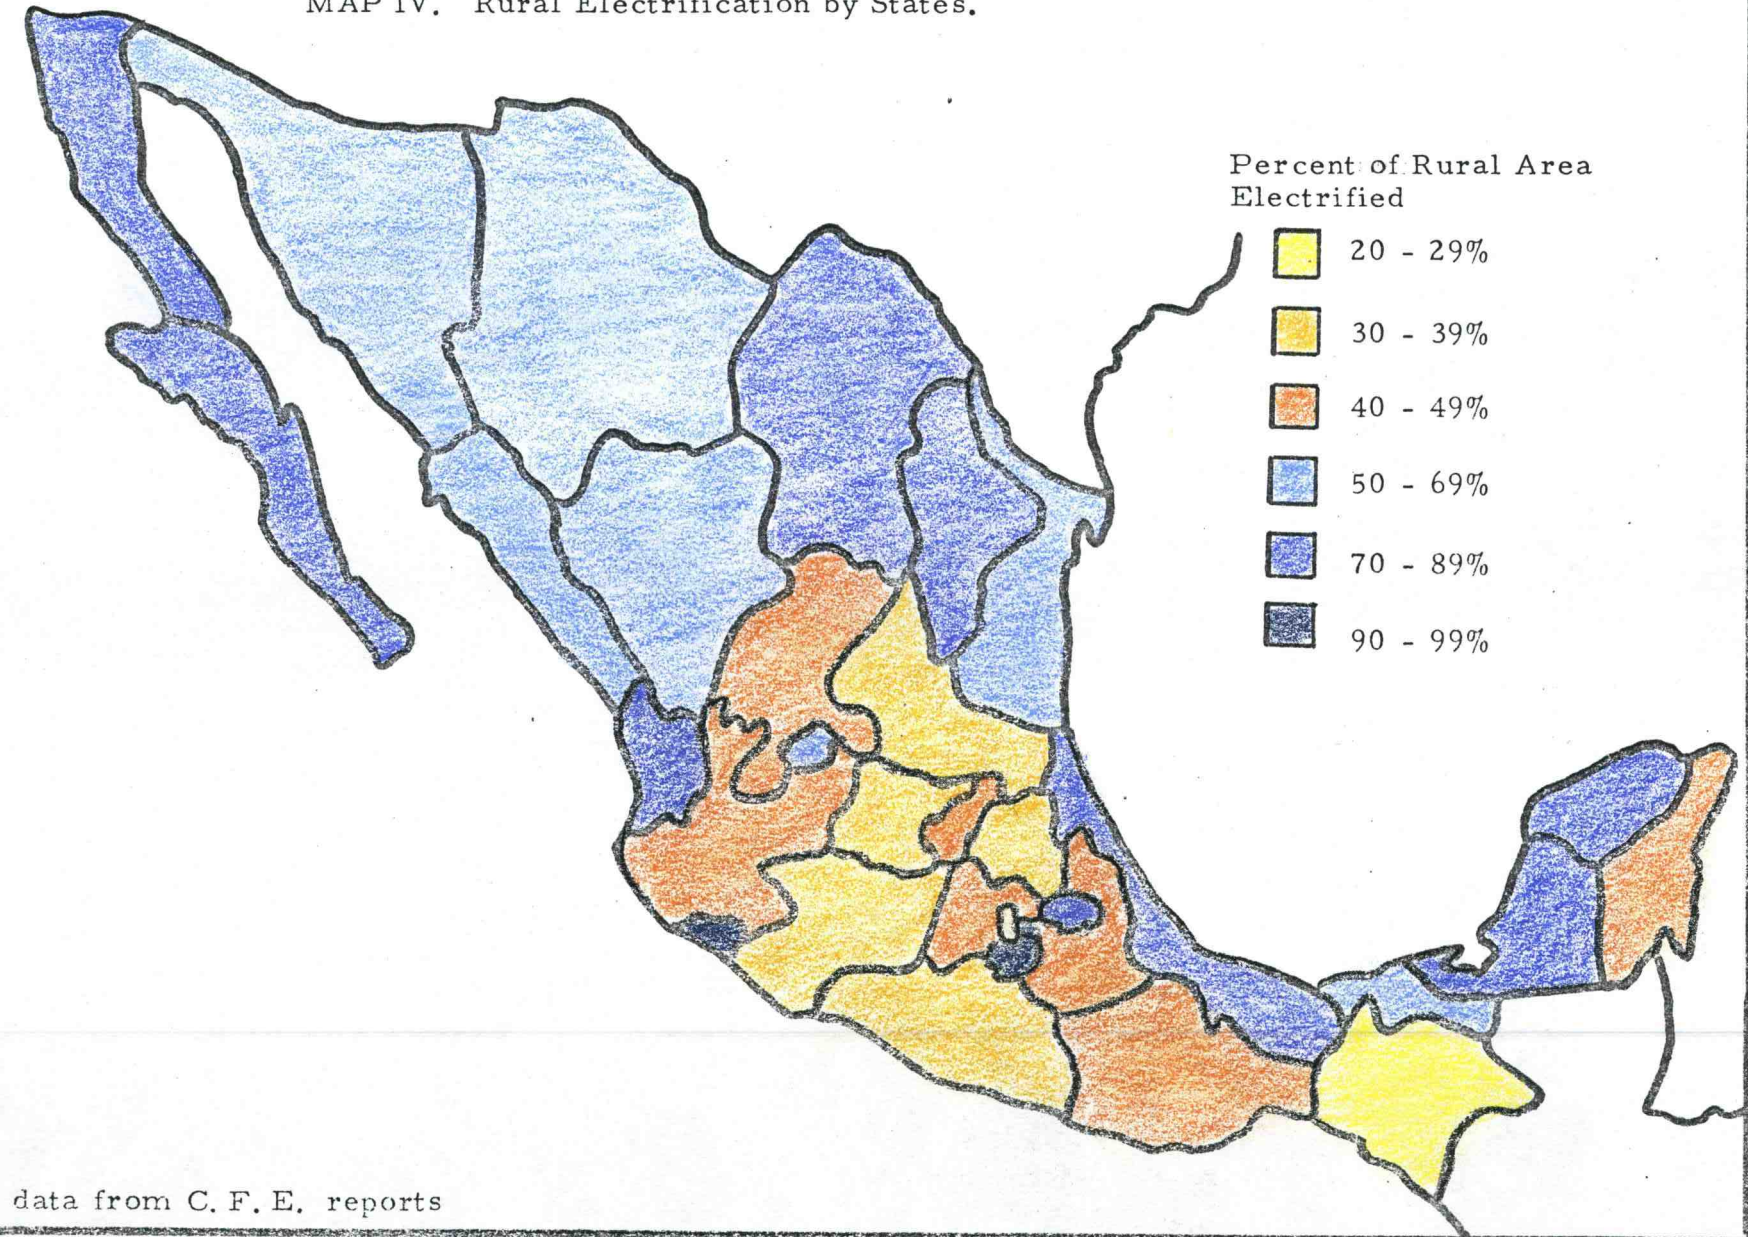 MAP IV. Rural Electrification by States.
Percent of Rural Area
Electrified
20 - 29%
30 - 39%
40 - 49%
50 - 69%
70 - 89%
90 - 99%
data from C. F. E. reports